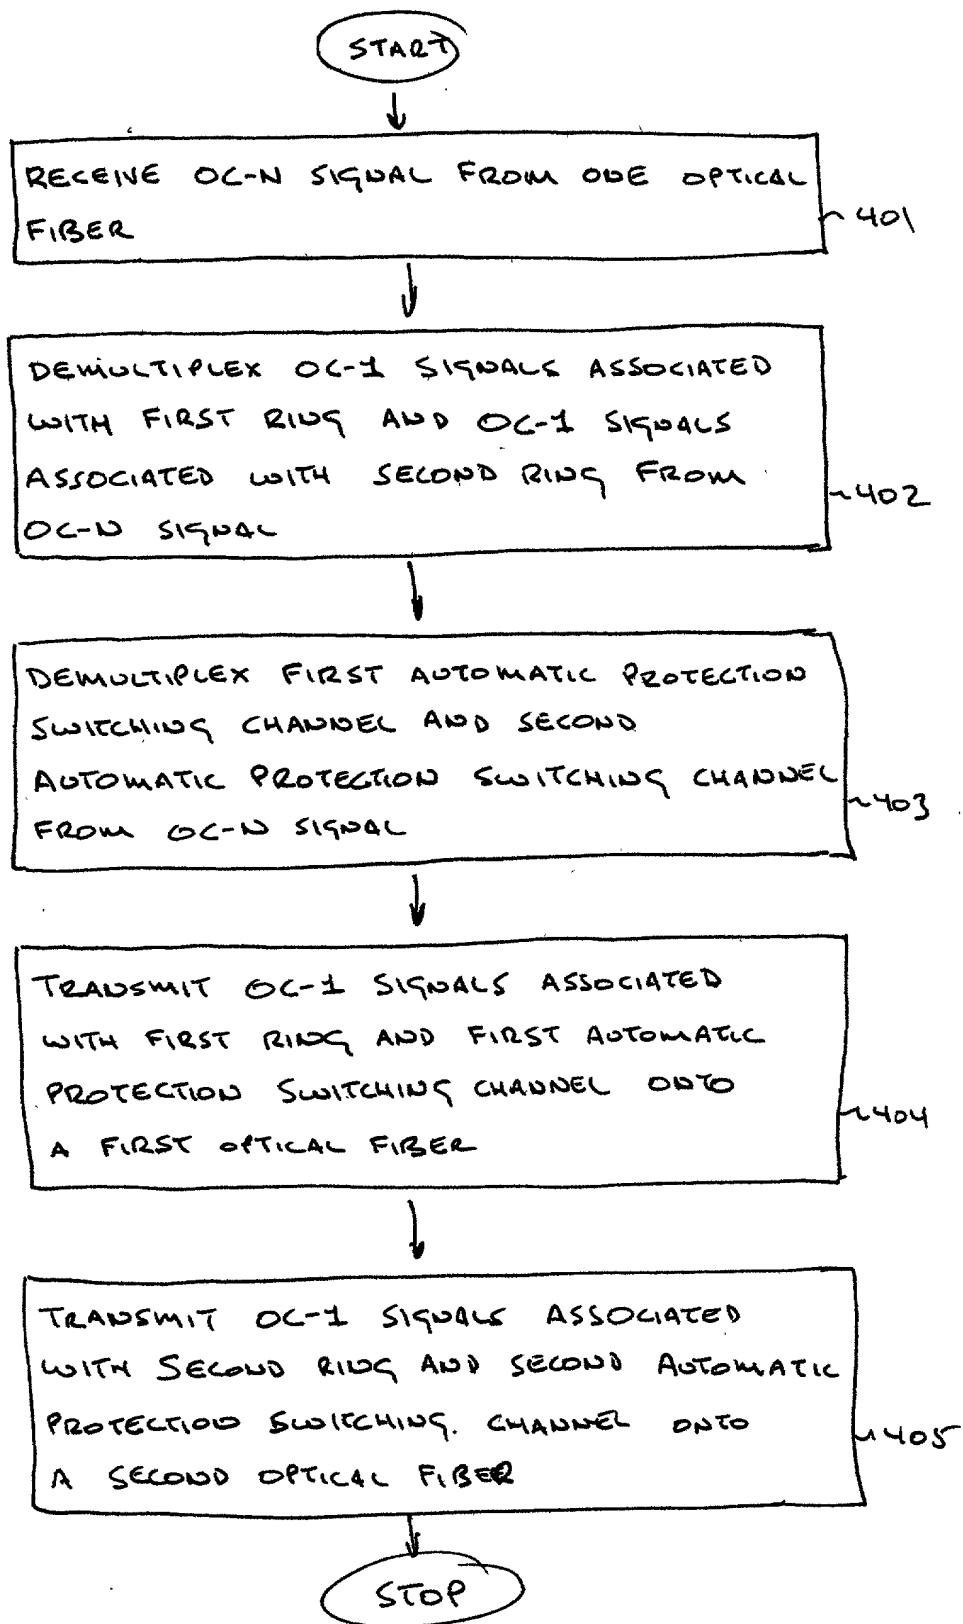 START
RECEIVE OC-N SIGNAL FROM ONE OPTICAL
FIBER
401
DEMULTIPLEX OC-1 SIGNALS ASSOCIATED
WITH FIRST RING AND OC-1 SIGNALS
ASSOCIATED WITH SECOND RING FROM
OC-N SIGNAL
402
DEMULTIPLEX FIRST AUTOMATIC PROTECTION
SWITCHING CHANNEL AND SECOND
AUTOMATIC PROTECTION SWITCHING CHANNEL
FROM OC-N SIGNAL
403
TRANSMIT OC-1 SIGNALS ASSOCIATED
WITH FIRST RING AND FIRST AUTOMATIC
PROTECTION SWITCHING CHANNEL ONTO
A FIRST OPTICAL FIBER
404
TRANSMIT OC-1 SIGNALS ASSOCIATED
WITH SECOND RING AND SECOND AUTOMATIC
PROTECTION SWITCHING CHANNEL ONTO
A SECOND OPTICAL FIBER
405
STOP